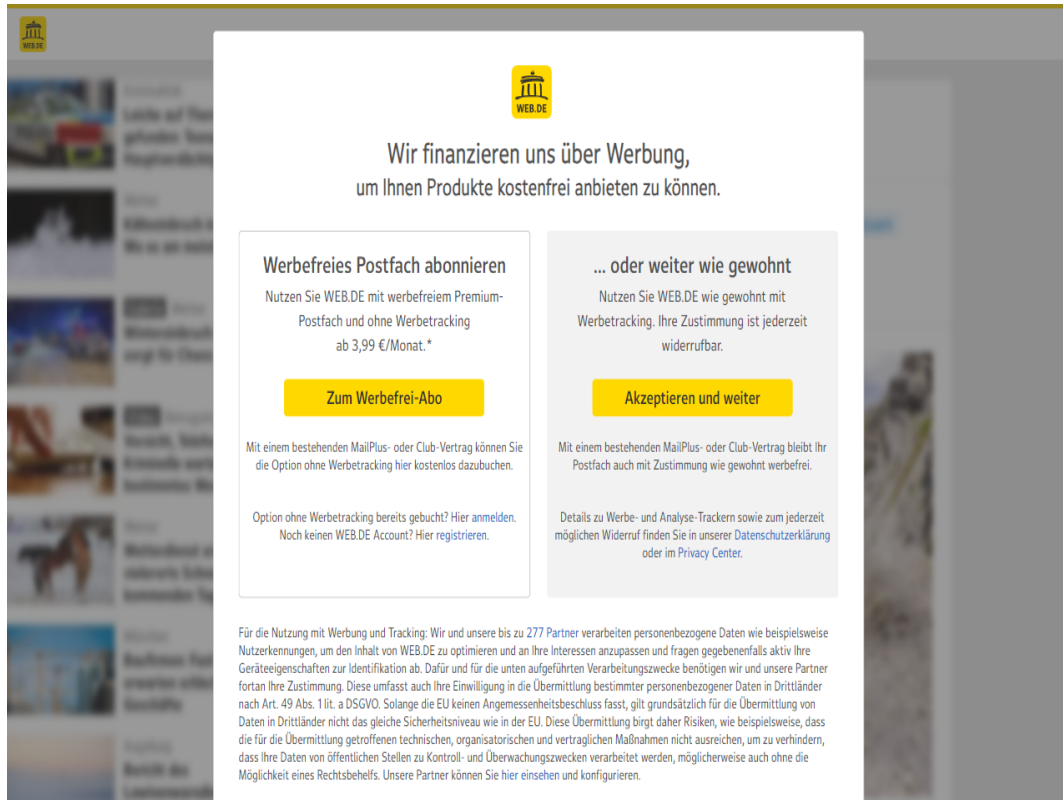 WEB.DE
WEB.DE
Wir finanzieren uns über Werbung,
um Ihnen Produkte kostenfrei anbieten zu können.
Werbefreies Postfach abonnieren
Nutzen Sie WEB.DE mit werbefreiem Premium-
Postfach und ohne Werbetracking
ab 3,99 €/Monat.*
Zum Werbefrei-Abo
Mit einem bestehenden MailPlus- oder Club-Vertrag können Sie
die Option ohne Werbetracking hier kostenlos dazubuchen.
Option ohne Werbetracking bereits gebucht? Hier anmelden.
Noch keinen WEB.DE Account? Hier registrieren.
... oder weiter wie gewohnt
Nutzen Sie WEB.DE wie gewohnt mit
Werbetracking. Ihre Zustimmung ist jederzeit
widerrufbar.
Akzeptieren und weiter
Mit einem bestehenden MailPlus- oder Club-Vertrag bleibt Ihr
Postfach auch mit Zustimmung wie gewohnt werbefrei.
Details zu Werbe- und Analyse-Trackern sowie zum jederzeit
möglichen Widerruf finden Sie in unserer Datenschutzerklärung
oder im Privacy Center.
Für die Nutzung mit Werbung und Tracking: Wir und unsere bis zu 277 Partner verarbeiten personenbezogene Daten wie beispielsweise
Nutzerkennungen, um den Inhalt von WEB.DE zu optimieren und an Ihre Interessen anzupassen und fragen gegebenenfalls aktiv Ihre
Geräteeigenschaften zur Identifikation ab. Dafür und für die unten aufgeführten Verarbeitungszwecke benötigen wir und unsere Partner
fortan Ihre Zustimmung. Diese umfasst auch Ihre Einwilligung in die Übermittlung bestimmter personenbezogener Daten in Drittländer
nach Art. 49 Abs. 1 lit. a DSGVO. Solange die EU keinen Angemessenheitsbeschluss fasst, gilt grundsätzlich für die Übermittlung von
Daten in Drittländer nicht das gleiche Sicherheitsniveau wie in der EU. Diese Übermittlung birgt daher Risiken, wie beispielsweise, dass
die für die Übermittlung getroffenen technischen, organisatorischen und vertraglichen Maßnahmen nicht ausreichen, um zu verhindern,
dass Ihre Daten von öffentlichen Stellen zu Kontroll- und Überwachungszwecken verarbeitet werden, möglicherweise auch ohne die
Möglichkeit eines Rechtsbehelfs. Unsere Partner können Sie hier einsehen und konfigurieren.